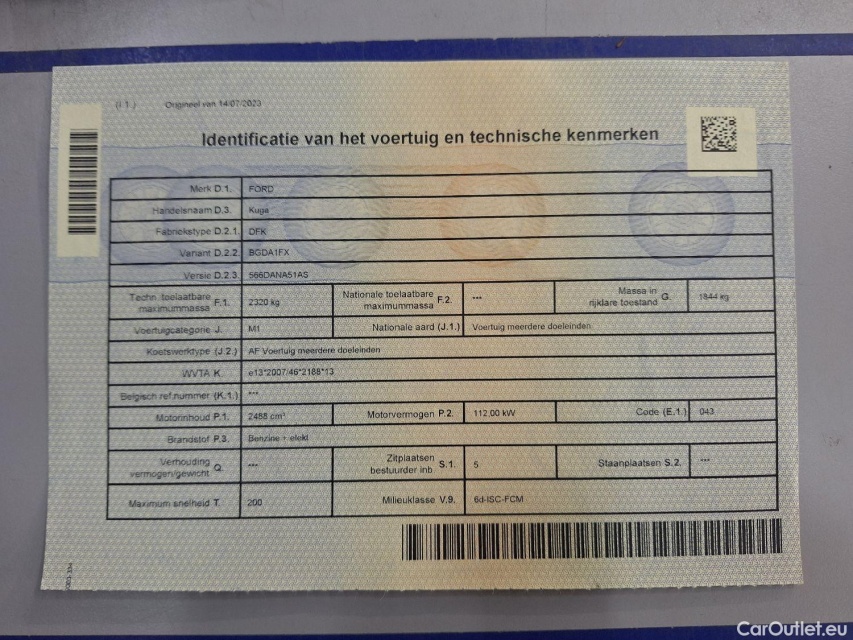 (I 1.) Origineel van 14/07/2023
Identificatie van het voertuig en technische kenmerken
Merk D.1. FORD
Handelsnaam D.3. Kuga
Fabriekstype D.2.1. DFK
Variant D.2.2. BGDA1FX
Versie D.2.3. 566DANA51AS
Techn. toelaatbare maximummassa F.1. 2320 kg Nationale toelaatbare maximummassa F.2. *** Massa in rijklare toestand G. 1844 kg
Voertuigcategorie J. M1 Nationale aard (J.1.) Voertuig meerdere doeleinden
Koetswerktype (J.2.) AF Voertuig meerdere doeleinden
WVTA K. e13*2007/46*2188*13
Belgisch ref.nummer (K.1.) ***
Motorinhoud P.1. 2488 cm³ Motorvermogen P.2. 112,00 kW Code (E.1.) 043
Brandstof P.3. Benzine + elekt
Verhouding vermogen/gewicht Q. *** Zitplaatsen bestuurder inb S.1. 5 Staanplaatsen S.2. ***
Maximum snelheid T. 200 Milieuklasse V.9. 6d-ISC-FCM
CarOutlet.eu